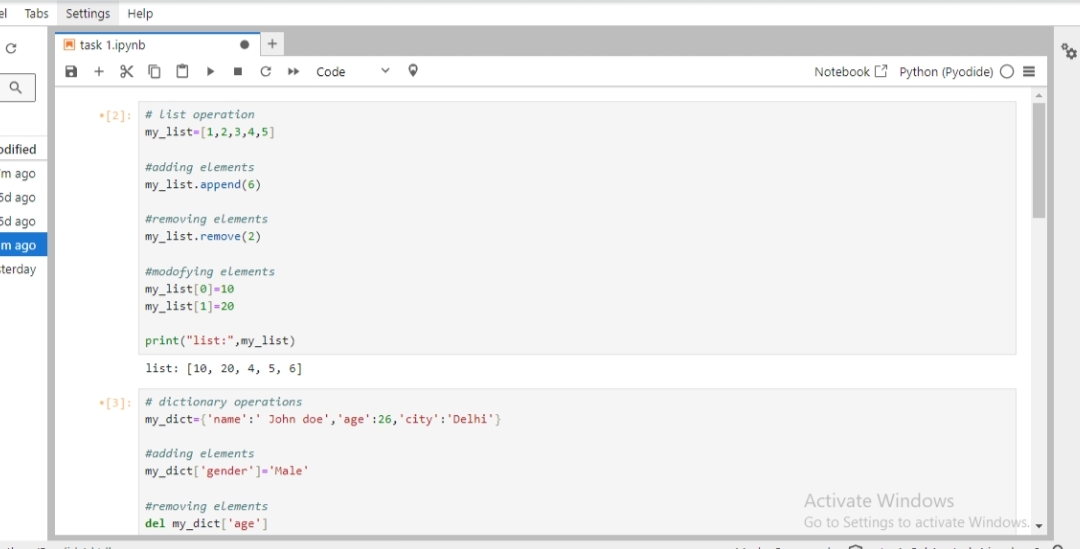 Tabs Settings Help
task 1.ipynb
Code
Notebook
Python (Pyodide)
m ago
5d ago
5d ago
m ago
[2]:
# list operation
my_list=[1,2,3,4,5]
#adding elements
my_list.append(6)
#removing elements
my_list.remove(2)
#modofying elements
my_list[0]=10
my_list[1]=20
print("list:",my_list)
list: [10, 20, 4, 5, 6]
[3]:
# dictionary operations
my_dict={'name':' John doe','age':26,'city':'Delhi'}
#adding elements
my_dict['gender']='Male'
#removing elements
del my_dict['age']
Activate Windows
Go to Settings to activate Windows.